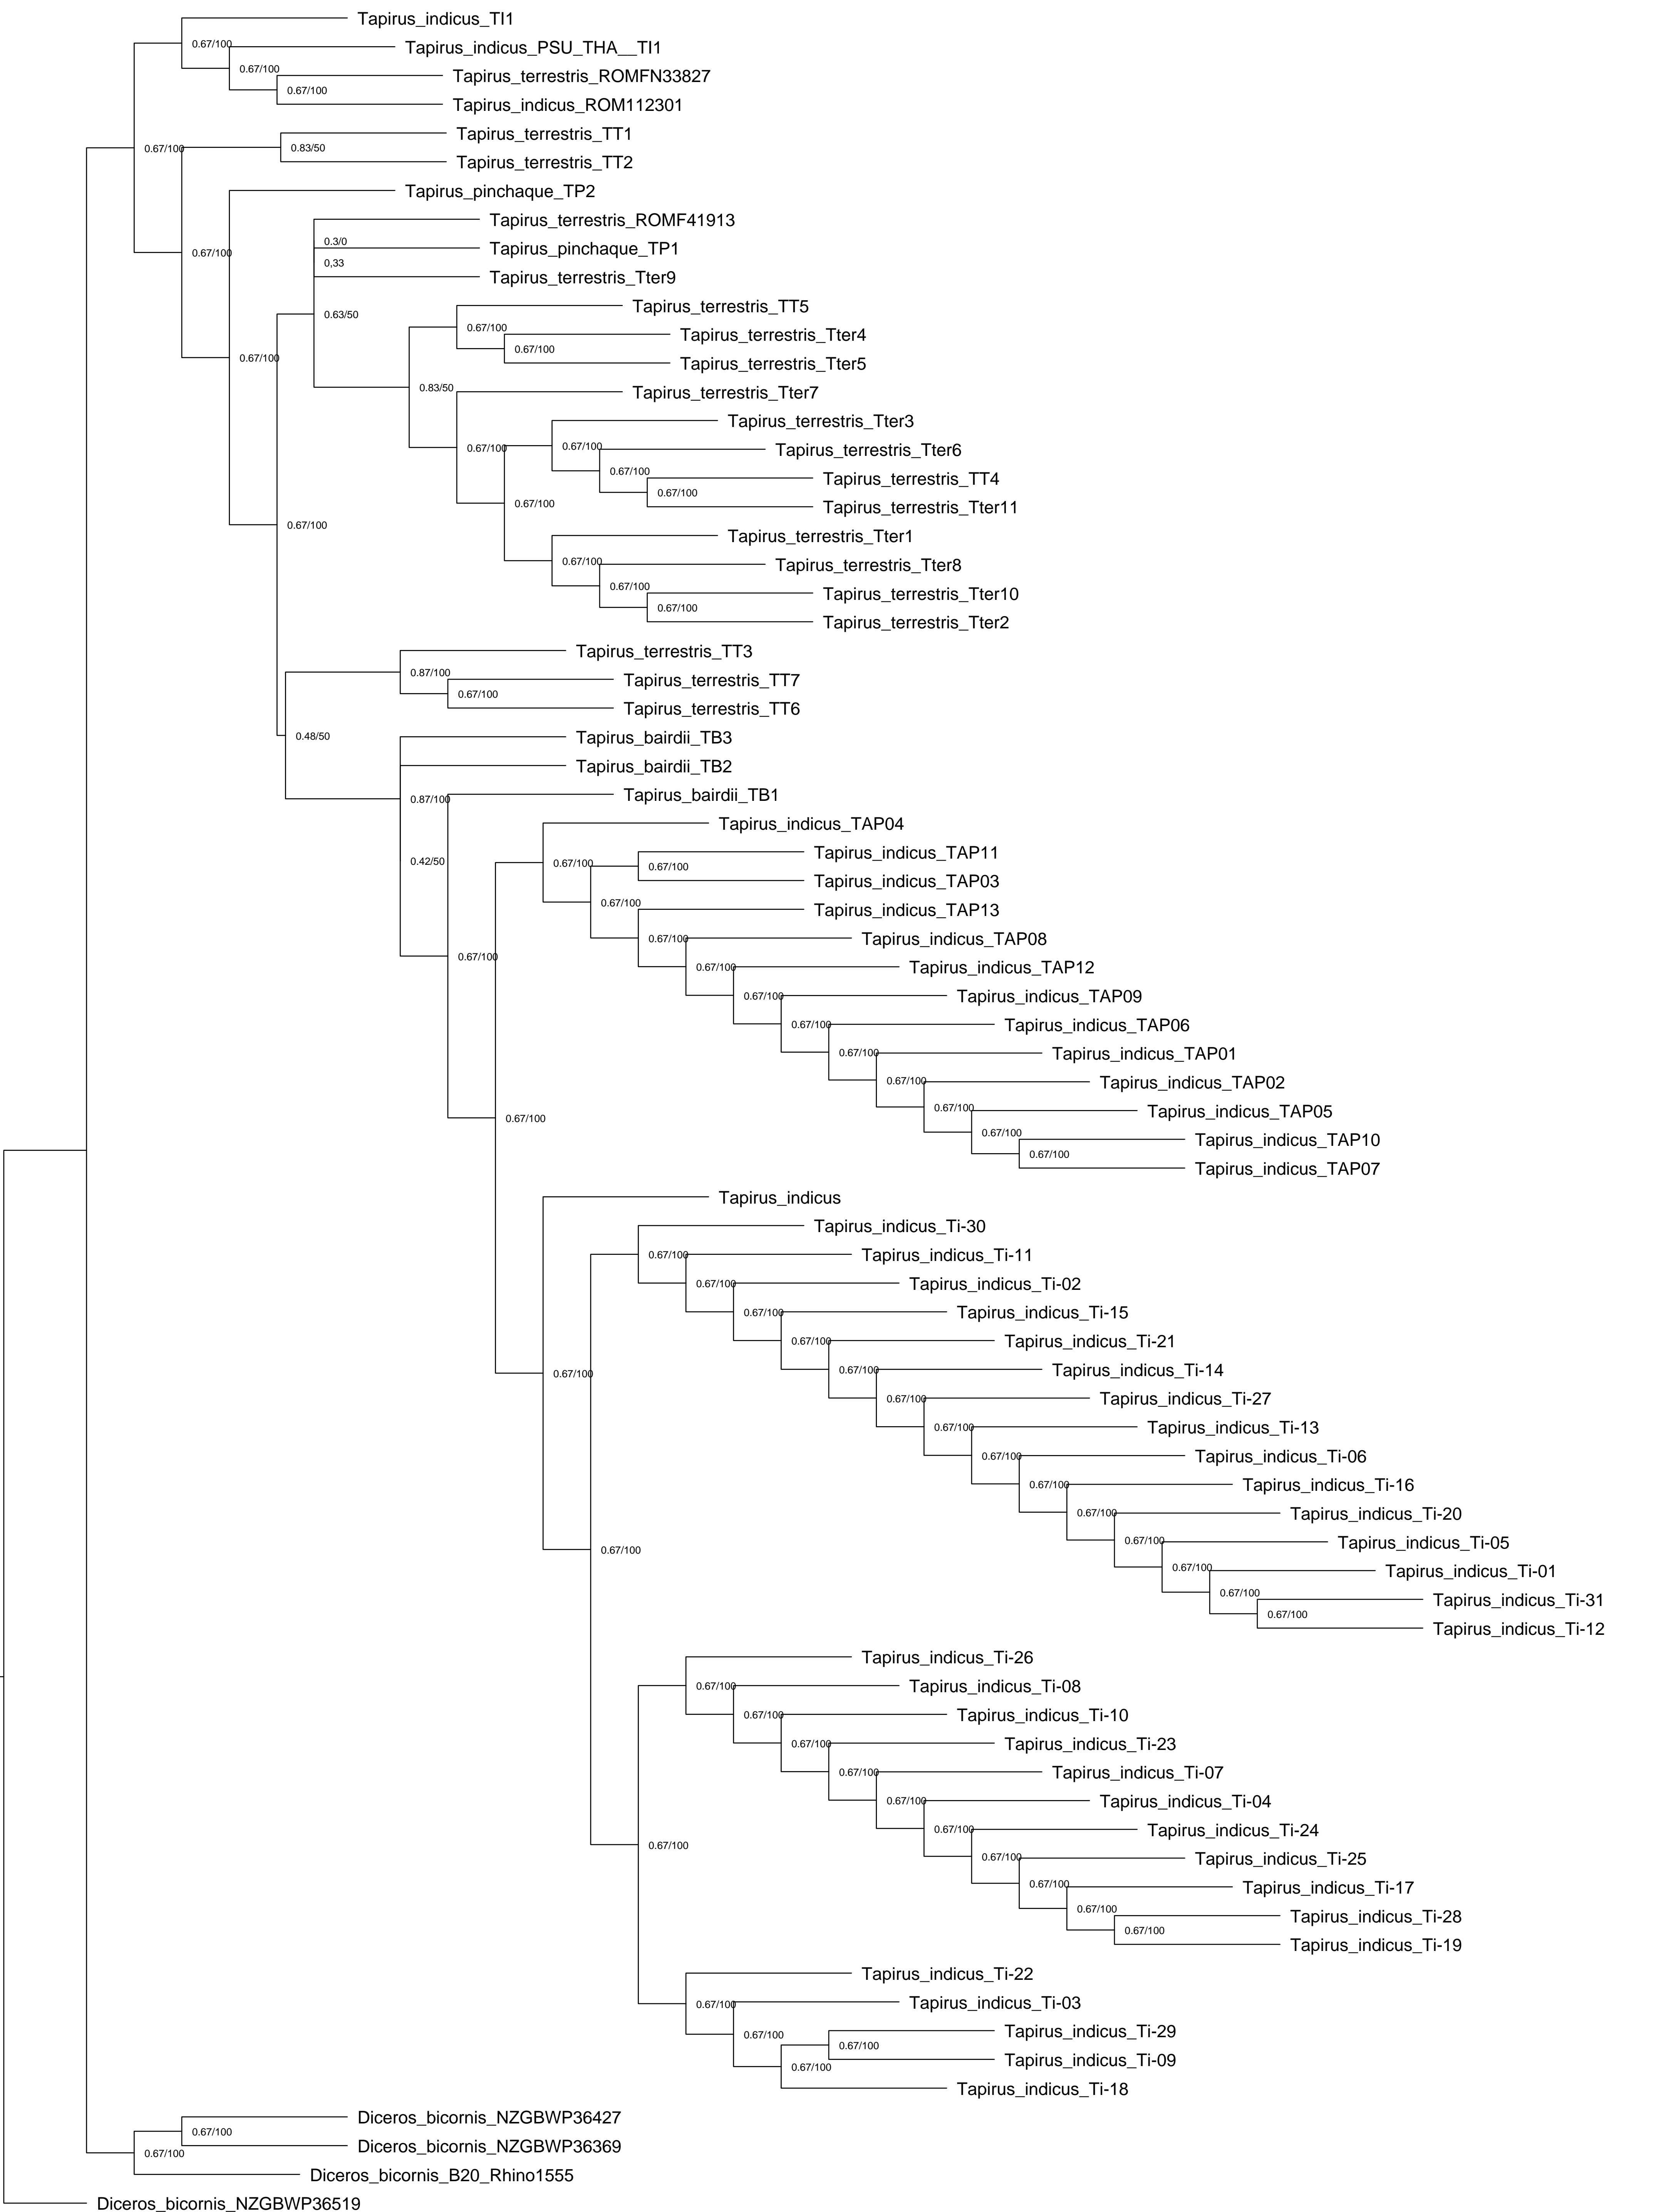 Tapirus_indicus_TI1
0.67/100
Tapirus_indicus_PSU_THA__TI1
0.67/100
Tapirus_terrestris_ROMFN33827
0.67/100
Tapirus_indicus_ROM112301
Tapirus_terrestris_TT1
0.67/100
0.83/50
Tapirus_terrestris_TT2
Tapirus_pinchaque_TP2
Tapirus_terrestris_ROMF41913
0.3/0
Tapirus_pinchaque_TP1
0.67/100
0,33
Tapirus_terrestris_Tter9
Tapirus_terrestris_TT5
0.63/50
0.67/100
Tapirus_terrestris_Tter4
0.67/100
0.67/100
Tapirus_terrestris_Tter5
0.83/50
Tapirus_terrestris_Tter7
Tapirus_terrestris_Tter3
0.67/100
0.67/100
Tapirus_terrestris_Tter6
0.67/100
Tapirus_terrestris_TT4
0.67/100
0.67/100
Tapirus_terrestris_Tter11
0.67/100
Tapirus_terrestris_Tter1
0.67/100
Tapirus_terrestris_Tter8
0.67/100
Tapirus_terrestris_Tter10
0.67/100
Tapirus_terrestris_Tter2
Tapirus_terrestris_TT3
0.87/100
Tapirus_terrestris_TT7
0.67/100
Tapirus_terrestris_TT6
0.48/50
Tapirus_bairdii_TB3
Tapirus_bairdii_TB2
Tapirus_bairdii_TB1
0.87/100
Tapirus_indicus_TAP04
Tapirus_indicus_TAP11
0.42/50
0.67/100
0.67/100
Tapirus_indicus_TAP03
0.67/100
Tapirus_indicus_TAP13
0.67/100
Tapirus_indicus_TAP08
0.67/100
0.67/100
Tapirus_indicus_TAP12
0.67/100
Tapirus_indicus_TAP09
0.67/100
Tapirus_indicus_TAP06
0.67/100
Tapirus_indicus_TAP01
0.67/100
Tapirus_indicus_TAP02
0.67/100
Tapirus_indicus_TAP05
0.67/100
0.67/100
Tapirus_indicus_TAP10
0.67/100
Tapirus_indicus_TAP07
Tapirus_indicus
Tapirus_indicus_Ti-30
0.67/100
Tapirus_indicus_Ti-11
0.67/100
Tapirus_indicus_Ti-02
0.67/100
Tapirus_indicus_Ti-15
0.67/100
Tapirus_indicus_Ti-21
0.67/100
0.67/100
Tapirus_indicus_Ti-14
0.67/100
Tapirus_indicus_Ti-27
0.67/100
Tapirus_indicus_Ti-13
0.67/100
Tapirus_indicus_Ti-06
0.67/100
Tapirus_indicus_Ti-16
0.67/100
Tapirus_indicus_Ti-20
0.67/100
Tapirus_indicus_Ti-05
0.67/100
0.67/100
Tapirus_indicus_Ti-01
0.67/100
Tapirus_indicus_Ti-31
0.67/100
Tapirus_indicus_Ti-12
Tapirus_indicus_Ti-26
0.67/100
Tapirus_indicus_Ti-08
0.67/100
Tapirus_indicus_Ti-10
0.67/100
Tapirus_indicus_Ti-23
0.67/100
Tapirus_indicus_Ti-07
0.67/100
Tapirus_indicus_Ti-04
0.67/100
Tapirus_indicus_Ti-24
0.67/100
0.67/100
Tapirus_indicus_Ti-25
0.67/100
Tapirus_indicus_Ti-17
0.67/100
Tapirus_indicus_Ti-28
0.67/100
Tapirus_indicus_Ti-19
Tapirus_indicus_Ti-22
0.67/100
Tapirus_indicus_Ti-03
0.67/100
Tapirus_indicus_Ti-29
0.67/100
Tapirus_indicus_Ti-09
0.67/100
Tapirus_indicus_Ti-18
Diceros_bicornis_NZGBWP36427
0.67/100
Diceros_bicornis_NZGBWP36369
0.67/100
Diceros_bicornis_B20_Rhino1555
Diceros_bicornis_NZGBWP36519